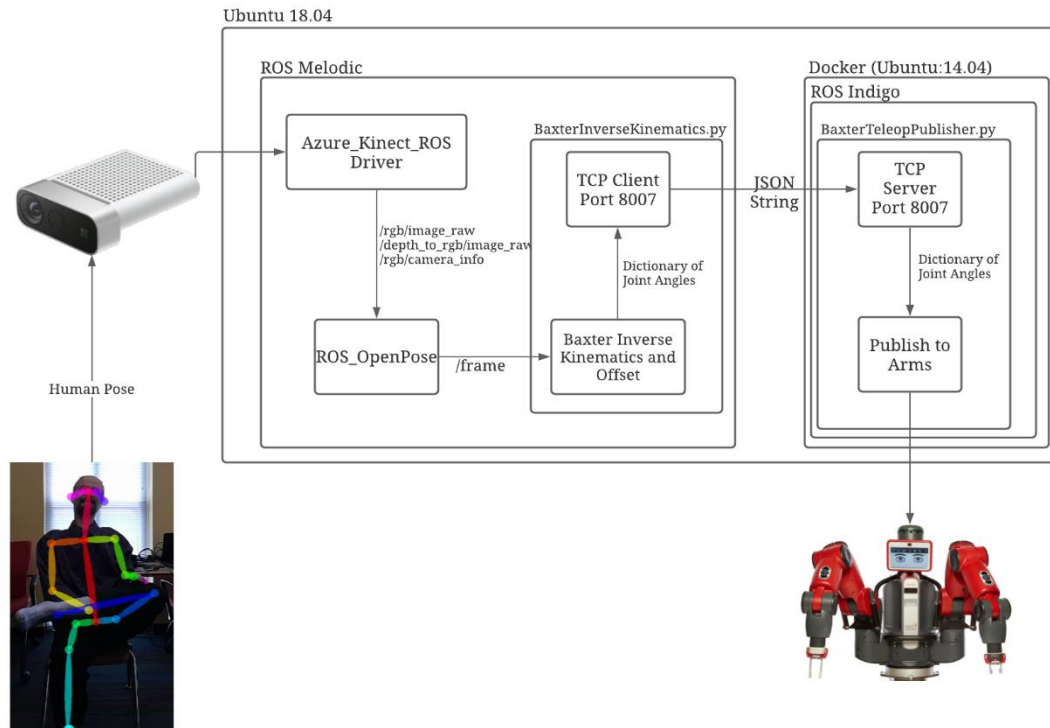 Ubuntu 18.04
ROS Melodic
Azure_Kinect_ROS
Driver
/rgb/image_raw
/depth_to_rgb/image_raw
/rgb/camera_info
ROS_OpenPose
/frame
BaxterInverseKinematics.py
TCP Client
Port 8007
Dictionary of
Joint Angles
Baxter Inverse
Kinematics and
Offset
JSON
String
Docker (Ubuntu:14.04)
ROS Indigo
BaxterTeleopPublisher.py
TCP
Server
Port 8007
Dictionary of
Joint Angles
Publish to
Arms
Human Pose